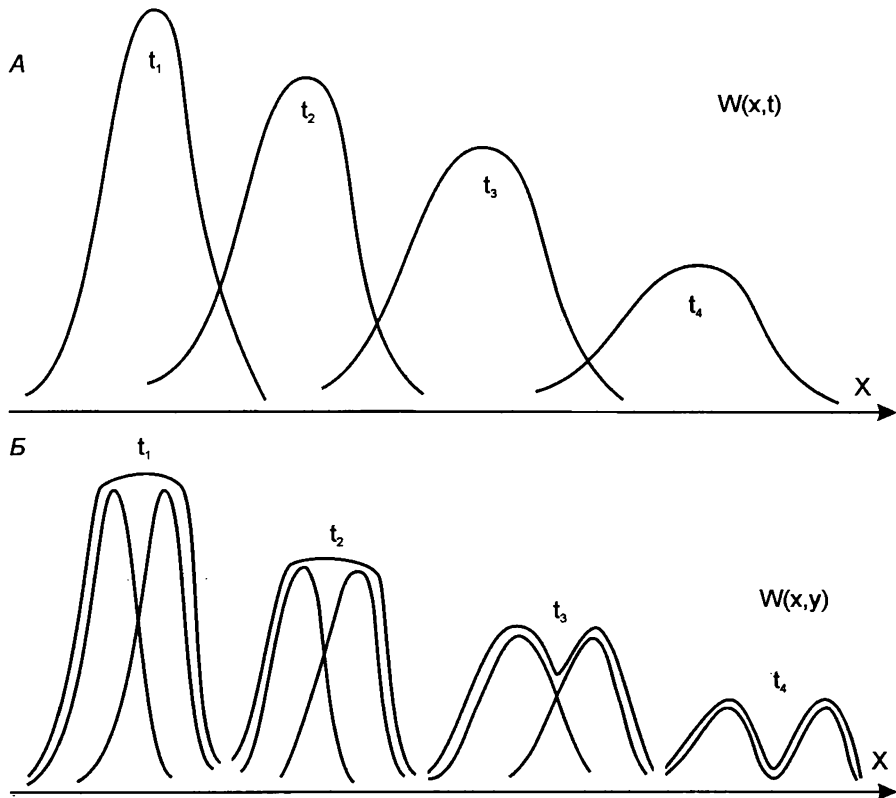 А
t₁
t₂
t₃
t₄
W(x,t)
X
Б
t₁
t₂
t₃
t₄
W(x,y)
X